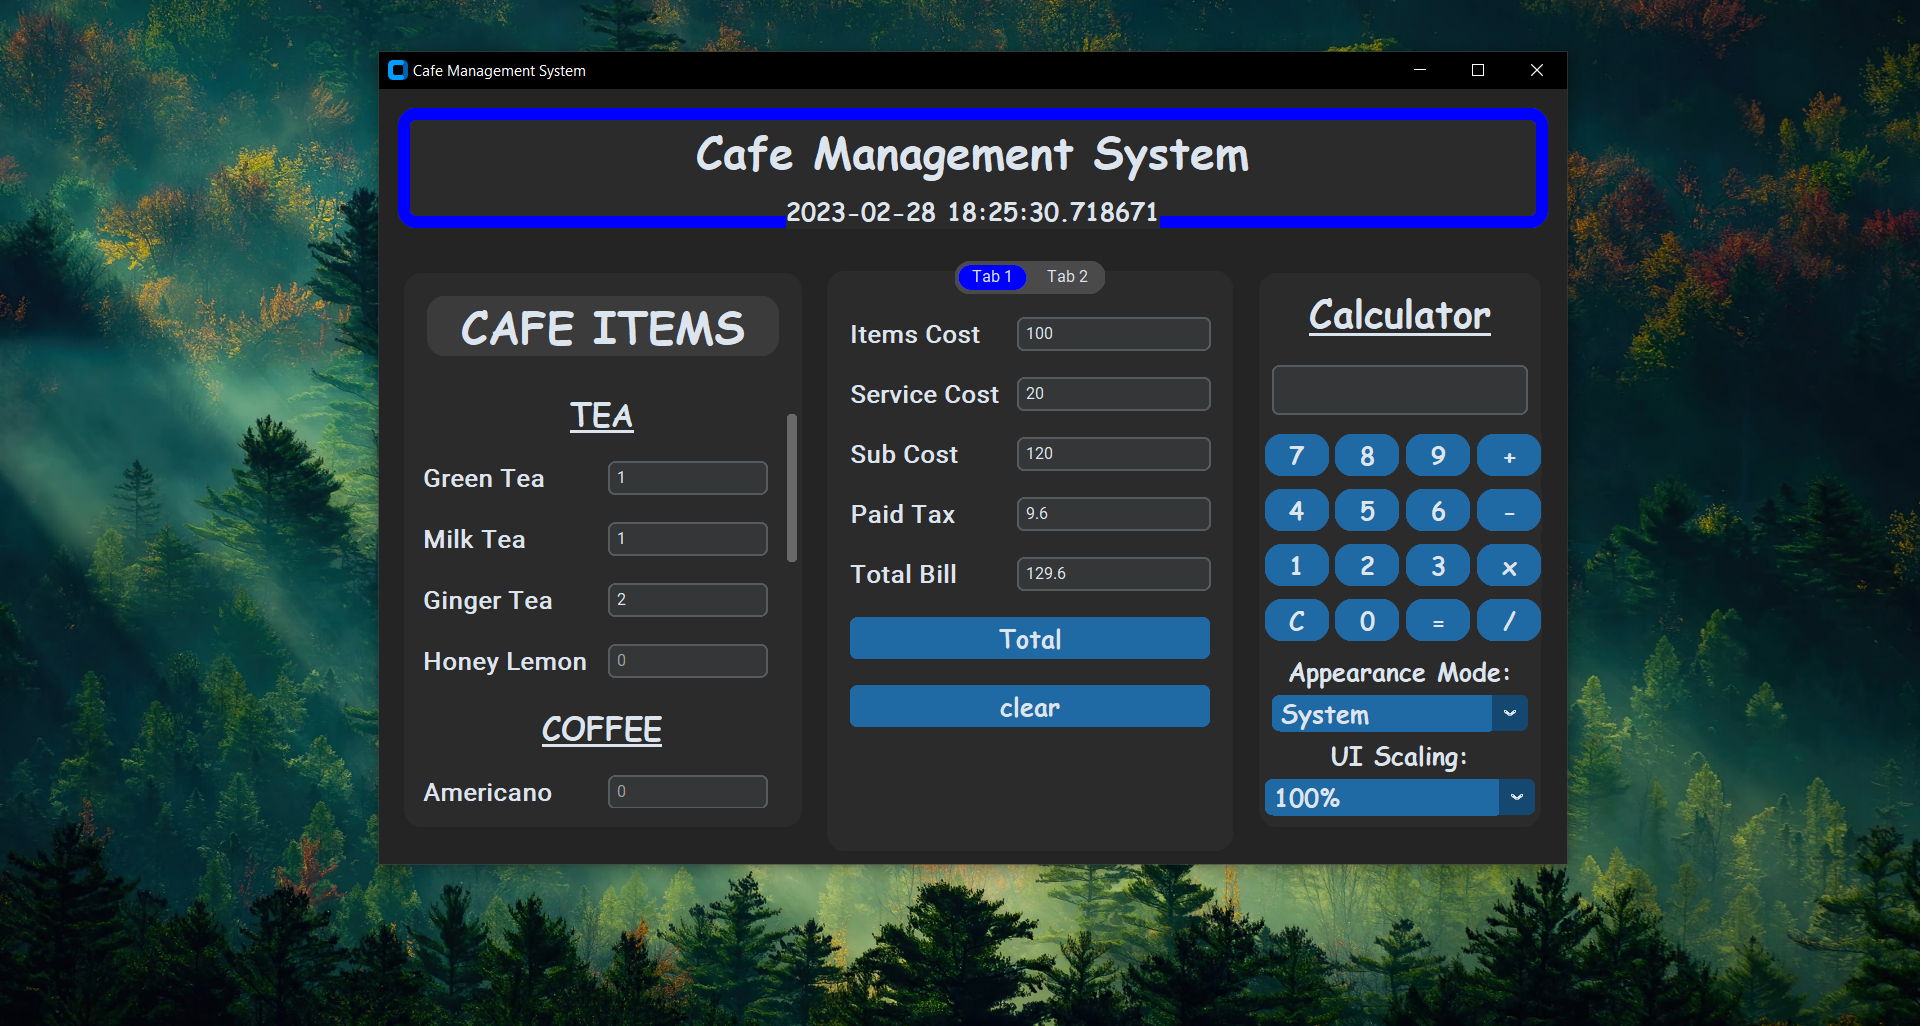 Cafe Management System
Cafe Management System
2023-02-28 18:25:30.718671
CAFE ITEMS
TEA
Green Tea 1
Milk Tea 1
Ginger Tea 2
Honey Lemon 0
COFFEE
Americano 0
Tab 1 Tab 2
Items Cost 100
Service Cost 20
Sub Cost 120
Paid Tax 9.6
Total Bill 129.6
Total
clear
Calculator
7 8 9 +
4 5 6 -
1 2 3 x
C 0 = /
Appearance Mode:
System
UI Scaling:
100%